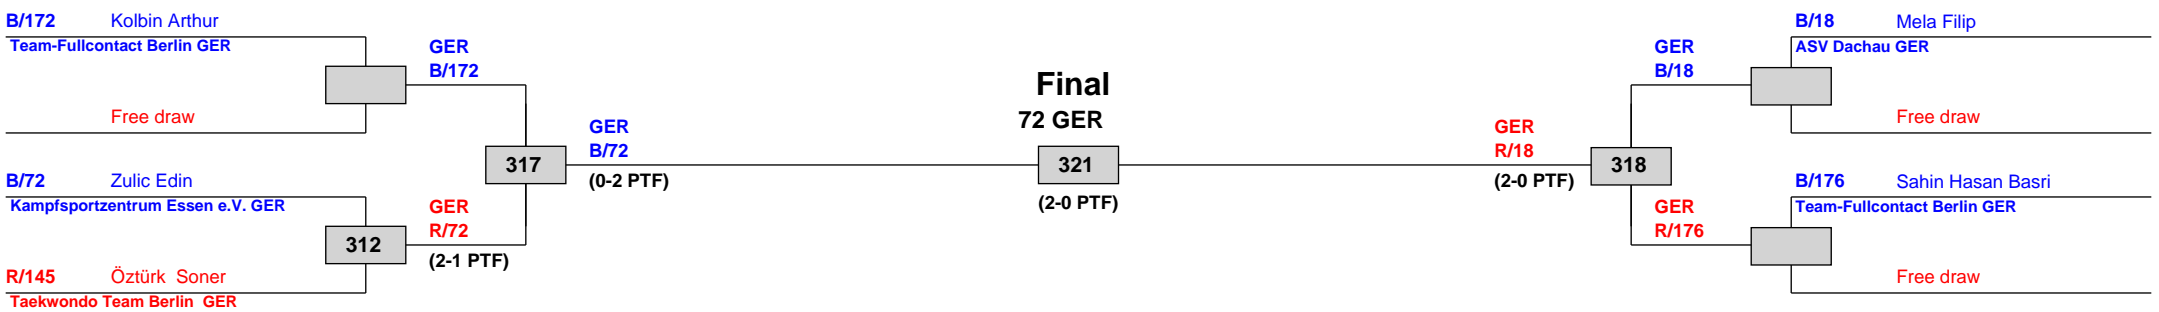 B/172 Kolbin Arthur
Team-Fullcontact Berlin GER
Free draw
B/72 Zulic Edin
Kampfsportzentrum Essen e.V. GER
R/145 Öztürk Soner
Taekwondo Team Berlin GER
312
GER
B/172
GER
R/72
(2-1 PTF)
317
GER
B/72
(0-2 PTF)
Final
72 GER
321
(2-0 PTF)
GER
R/18
(2-0 PTF)
318
GER
B/18
GER
R/176
B/18 Mela Filip
ASV Dachau GER
Free draw
B/176 Sahin Hasan Basri
Team-Fullcontact Berlin GER
Free draw